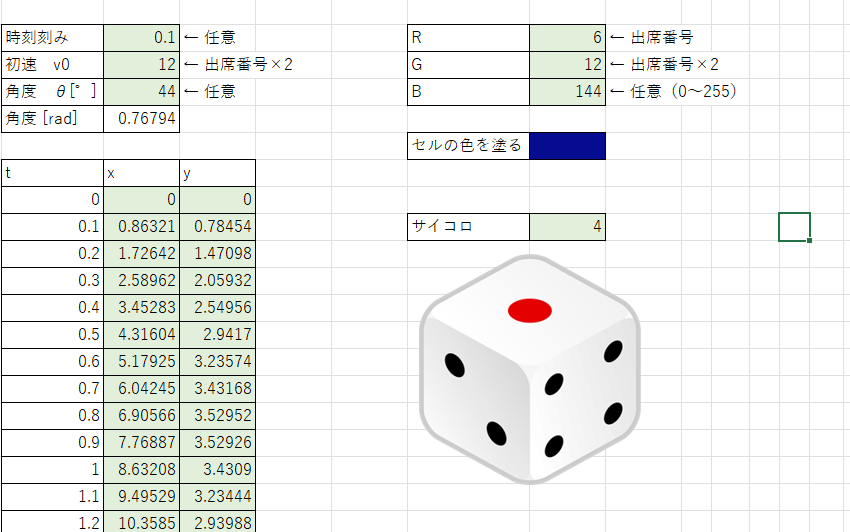 時刻刻み 0.1 ← 任意 R 6 ← 出席番号
初速 v0 12 ← 出席番号×2 G 12 ← 出席番号×2
角度 θ[°] 44 ← 任意 B 144 ← 任意（0～255）
角度 [rad] 0.76794
セルの色を塗る
t x y
0 0 0
0.1 0.86321 0.78454 サイコロ 4
0.2 1.72642 1.47098
0.3 2.58962 2.05932
0.4 3.45283 2.54956
0.5 4.31604 2.9417
0.6 5.17925 3.23574
0.7 6.04245 3.43168
0.8 6.90566 3.52952
0.9 7.76887 3.52926
1 8.63208 3.4309
1.1 9.49529 3.23444
1.2 10.3585 2.93988